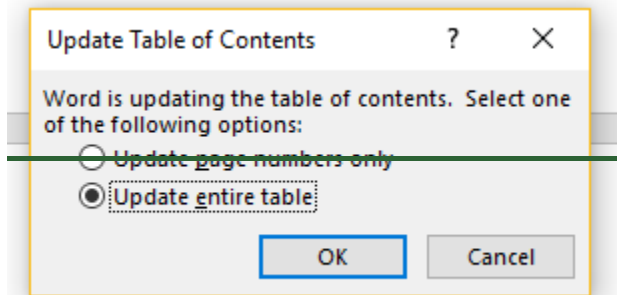 Update Table of Contents ? ×
Word is updating the table of contents. Select one
of the following options:
Update page numbers only
Update entire table
OK Cancel